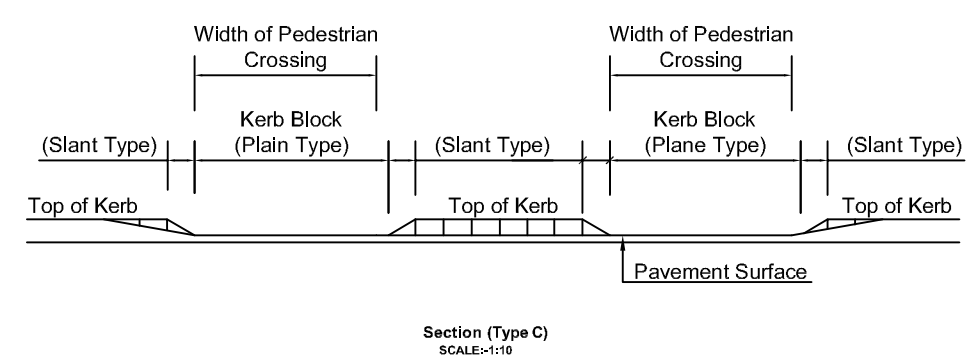 Width of Pedestrian
Crossing
Width of Pedestrian
Crossing
Kerb Block
(Plain Type)
Kerb Block
(Plane Type)
(Slant Type)
(Slant Type)
(Slant Type)
Top of Kerb
Top of Kerb
Top of Kerb
Pavement Surface
Section (Type C)
SCALE:-1:10